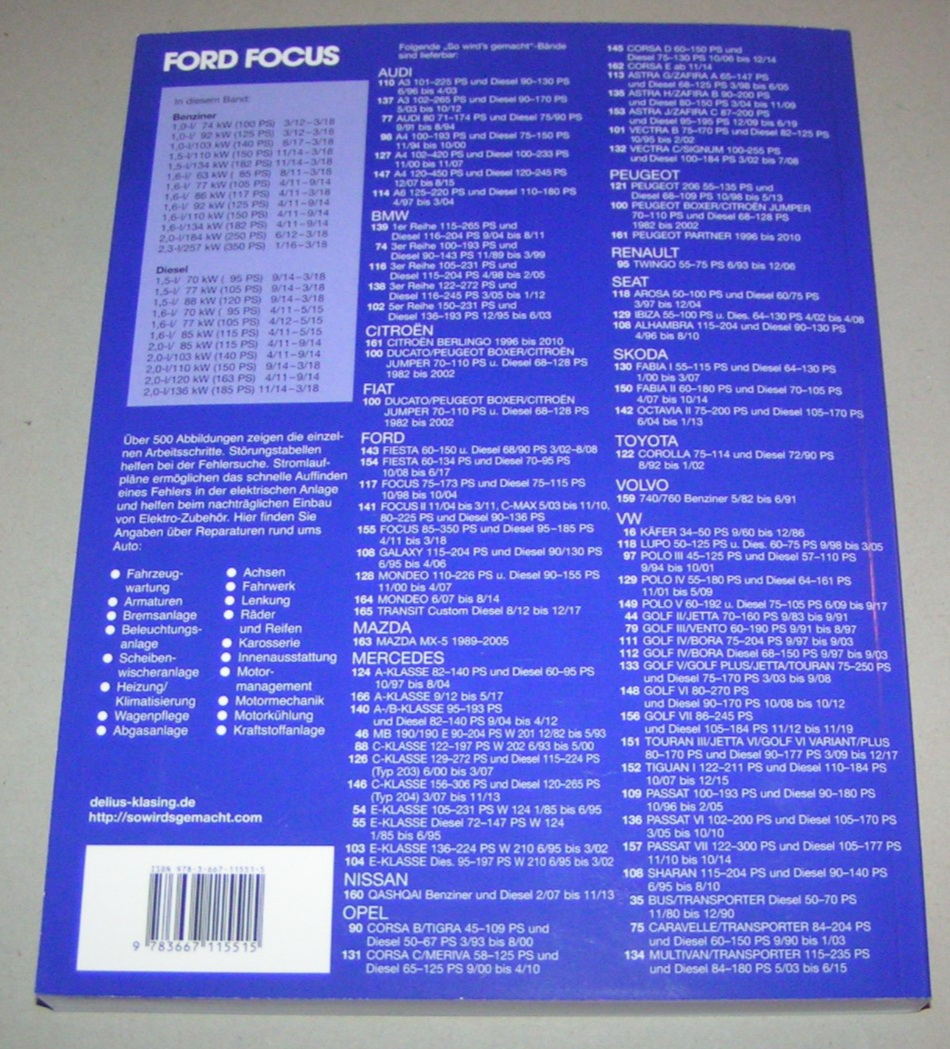 FORD FOCUS
In diesem Band:
Benziner
1,0-l/ 74 kW (100 PS) 3/12–3/18
1,0-l/ 92 kW (125 PS) 3/12–3/18
1,0-l/103 kW (140 PS) 8/17–3/18
1,5-l/110 kW (150 PS) 11/14–3/18
1,5-l/134 kW (182 PS) 11/14–3/18
1,6-l/ 63 kW ( 85 PS) 8/11–3/18
1,6-l/ 77 kW (105 PS) 4/11–9/14
1,6-l/ 86 kW (117 PS) 4/11–3/18
1,6-l/ 92 kW (125 PS) 4/11–9/14
1,6-l/110 kW (150 PS) 4/11–9/14
1,6-l/134 kW (182 PS) 4/11–9/14
2,0-l/184 kW (250 PS) 6/12–3/18
2,3-l/257 kW (350 PS) 1/16–3/18
Diesel
1,5-l/ 70 kW ( 95 PS) 9/14–3/18
1,5-l/ 77 kW (105 PS) 9/14–3/18
1,5-l/ 88 kW (120 PS) 9/14–3/18
1,6-l/ 70 kW ( 95 PS) 4/11–5/15
1,6-l/ 77 kW (105 PS) 4/12–5/15
1,6-l/ 85 kW (115 PS) 4/11–5/15
2,0-l/ 85 kW (115 PS) 4/11–9/14
2,0-l/103 kW (140 PS) 4/11–9/14
2,0-l/110 kW (150 PS) 9/14–3/18
2,0-l/120 kW (163 PS) 4/11–9/14
2,0-l/136 kW (185 PS) 11/14–3/18
Über 500 Abbildungen zeigen die einzel-
nen Arbeitsschritte. Störungstabellen
helfen bei der Fehlersuche. Stromlauf-
pläne ermöglichen das schnelle Auffinden
eines Fehlers in der elektrischen Anlage
und helfen beim nachträglichen Einbau
von Elektro-Zubehör. Hier finden Sie
Angaben über Reparaturen rund ums
Auto:
● Fahrzeug-
wartung
● Armaturen
● Bremsanlage
● Beleuchtungs-
anlage
● Scheiben-
wischeranlage
● Heizung/
Klimatisierung
● Wagenpflege
● Abgasanlage
● Achsen
● Fahrwerk
● Lenkung
● Räder
und Reifen
● Karosserie
● Innenausstattung
● Motor-
management
● Motormechanik
● Motorkühlung
● Kraftstoffanlage
delius-klasing.de
http://sowirdsgemacht.com
ISBN 978-3-667-11551-5
9 783667 115515
Folgende „So wird's gemacht"-Bände
sind lieferbar:
AUDI
110 A3 101–225 PS und Diesel 90–130 PS
6/96 bis 4/03
137 A3 102–265 PS und Diesel 90–170 PS
5/03 bis 10/12
77 AUDI 80 71–174 PS und Diesel 75/90 PS
9/91 bis 8/94
98 A4 100–193 PS und Diesel 75–150 PS
11/94 bis 10/00
127 A4 102–420 PS und Diesel 100–233 PS
11/00 bis 11/07
147 A4 120–450 PS und Diesel 120–245 PS
12/07 bis 8/15
114 A6 125–220 PS und Diesel 110–180 PS
4/97 bis 3/04
BMW
139 1er Reihe 115–265 PS und
Diesel 116–204 PS 9/04 bis 8/11
74 3er Reihe 100–193 PS und
Diesel 90–143 PS 11/89 bis 3/99
116 3er Reihe 105–231 PS und
Diesel 115–204 PS 4/98 bis 2/05
138 3er Reihe 122–272 PS und
Diesel 116–245 PS 3/05 bis 1/12
102 5er Reihe 150–231 PS und
Diesel 136–193 PS 12/95 bis 6/03
CITROËN
161 CITROËN BERLINGO 1996 bis 2010
100 DUCATO/PEUGEOT BOXER/CITROËN
JUMPER 70–110 PS u. Diesel 68–128 PS
1982 bis 2002
FIAT
100 DUCATO/PEUGEOT BOXER/CITROËN
JUMPER 70–110 PS u. Diesel 68–128 PS
1982 bis 2002
FORD
143 FIESTA 60–150 u. Diesel 68/90 PS 3/02–8/08
154 FIESTA 60–134 PS und Diesel 70–95 PS
10/08 bis 6/17
117 FOCUS 75–173 PS und Diesel 75–115 PS
10/98 bis 10/04
141 FOCUS II 11/04 bis 3/11, C-MAX 5/03 bis 11/10,
80–225 PS und Diesel 90–136 PS
155 FOCUS 85–350 PS und Diesel 95–185 PS
4/11 bis 3/18
108 GALAXY 115–204 PS und Diesel 90/130 PS
6/95 bis 4/06
128 MONDEO 110–226 PS u. Diesel 90–155 PS
11/00 bis 4/07
164 MONDEO 6/07 bis 8/14
165 TRANSIT Custom Diesel 8/12 bis 12/17
MAZDA
163 MAZDA MX-5 1989–2005
MERCEDES
124 A-KLASSE 82–140 PS und Diesel 60–95 PS
10/97 bis 8/04
166 A-KLASSE 9/12 bis 5/17
140 A-/B-KLASSE 95–193 PS
und Diesel 82–140 PS 9/04 bis 4/12
46 MB 190/190 E 90–204 PS W 201 12/82 bis 5/93
88 C-KLASSE 122–197 PS W 202 6/93 bis 5/00
126 C-KLASSE 129–272 PS und Diesel 115–224 PS
(Typ 203) 6/00 bis 3/07
146 C-KLASSE 156–306 PS und Diesel 120–265 PS
(Typ 204) 3/07 bis 11/13
54 E-KLASSE 105–231 PS W 124 1/85 bis 6/95
55 E-KLASSE Diesel 72–147 PS W 124
1/85 bis 6/95
103 E-KLASSE 136–224 PS W 210 6/95 bis 3/02
104 E-KLASSE Dies. 95–197 PS W 210 6/95 bis 3/02
NISSAN
160 QASHQAI Benziner und Diesel 2/07 bis 11/13
OPEL
90 CORSA B/TIGRA 45–109 PS und
Diesel 50–67 PS 3/93 bis 8/00
131 CORSA C/MERIVA 58–125 PS und
Diesel 65–125 PS 9/00 bis 4/10
145 CORSA D 60–150 PS und
Diesel 75–130 PS 10/06 bis 12/14
162 CORSA E ab 11/14
113 ASTRA G/ZAFIRA A 65–147 PS
und Diesel 68–125 PS 3/98 bis 6/05
135 ASTRA H/ZAFIRA B 90–200 PS
und Diesel 80–150 PS 3/04 bis 11/09
153 ASTRA J/ZAFIRA C 87–200 PS
und Diesel 95–195 PS 12/09 bis 6/19
101 VECTRA B 75–170 PS und Diesel 82–125 PS
10/95 bis 2/02
132 VECTRA C/SIGNUM 100–255 PS
und Diesel 100–184 PS 3/02 bis 7/08
PEUGEOT
121 PEUGEOT 206 55–135 PS und
Diesel 68–109 PS 10/98 bis 5/13
100 PEUGEOT BOXER/CITROËN JUMPER
70–110 PS und Diesel 68–128 PS
1982 bis 2002
161 PEUGEOT PARTNER 1996 bis 2010
RENAULT
95 TWINGO 55–75 PS 6/93 bis 12/06
SEAT
118 AROSA 50–100 PS und Diesel 60/75 PS
3/97 bis 12/04
129 IBIZA 55–100 PS u. Dies. 64–130 PS 4/02 bis 4/08
108 ALHAMBRA 115–204 und Diesel 90–130 PS
4/96 bis 8/10
SKODA
130 FABIA I 55–115 PS und Diesel 64–130 PS
1/00 bis 3/07
150 FABIA II 60–180 PS und Diesel 70–105 PS
4/07 bis 10/14
142 OCTAVIA II 75–200 PS und Diesel 105–170 PS
6/04 bis 1/13
TOYOTA
122 COROLLA 75–114 und Diesel 72/90 PS
8/92 bis 1/02
VOLVO
159 740/760 Benziner 5/82 bis 6/91
VW
16 KÄFER 34–50 PS 9/60 bis 12/86
118 LUPO 50–125 PS u. Dies. 60–75 PS 9/98 bis 3/05
97 POLO III 45–125 PS und Diesel 57–110 PS
9/94 bis 10/01
129 POLO IV 55–180 PS und Diesel 64–161 PS
11/01 bis 5/09
149 POLO V 60–192 u. Diesel 75–105 PS 6/09 bis 9/17
44 GOLF II/JETTA 70–160 PS 9/83 bis 9/91
79 GOLF III/VENTO 60–190 PS 9/91 bis 8/97
111 GOLF IV/BORA 75–204 PS 9/97 bis 9/03
112 GOLF IV/BORA Diesel 68–150 PS 9/97 bis 9/03
133 GOLF V/GOLF PLUS/JETTA/TOURAN 75–250 PS
und Diesel 75–170 PS 3/03 bis 9/08
148 GOLF VI 80–270 PS
und Diesel 90–170 PS 10/08 bis 10/12
156 GOLF VII 86–245 PS
und Diesel 105–184 PS 11/12 bis 11/19
151 TOURAN III/JETTA VI/GOLF VI VARIANT/PLUS
80–170 PS und Diesel 90–177 PS 3/09 bis 12/17
152 TIGUAN I 122–211 PS und Diesel 110–184 PS
10/07 bis 12/15
109 PASSAT 100–193 PS und Diesel 90–180 PS
10/96 bis 2/05
136 PASSAT VI 102–200 PS und Diesel 105–170 PS
3/05 bis 10/10
157 PASSAT VII 122–300 PS und Diesel 105–177 PS
11/10 bis 10/14
108 SHARAN 115–204 PS und Diesel 90–140 PS
6/95 bis 8/10
35 BUS/TRANSPORTER Diesel 50–70 PS
11/80 bis 12/90
75 CARAVELLE/TRANSPORTER 84–204 PS
und Diesel 60–150 PS 9/90 bis 1/03
134 MULTIVAN/TRANSPORTER 115–235 PS
und Diesel 84–180 PS 5/03 bis 6/15